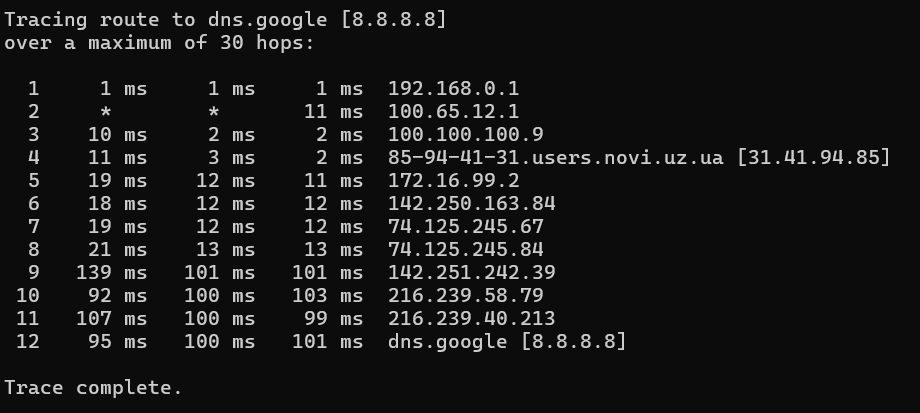 Tracing route to dns.google [8.8.8.8]
over a maximum of 30 hops:

  1     1 ms     1 ms     1 ms  192.168.0.1
  2     *        *       11 ms  100.65.12.1
  3    10 ms     2 ms     2 ms  100.100.100.9
  4    11 ms     3 ms     2 ms  85-94-41-31.users.novi.uz.ua [31.41.94.85]
  5    19 ms    12 ms    11 ms  172.16.99.2
  6    18 ms    12 ms    12 ms  142.250.163.84
  7    19 ms    12 ms    12 ms  74.125.245.67
  8    21 ms    13 ms    13 ms  74.125.245.84
  9   139 ms   101 ms   101 ms  142.251.242.39
 10    92 ms   100 ms   103 ms  216.239.58.79
 11   107 ms   100 ms    99 ms  216.239.40.213
 12    95 ms   100 ms   101 ms  dns.google [8.8.8.8]

Trace complete.